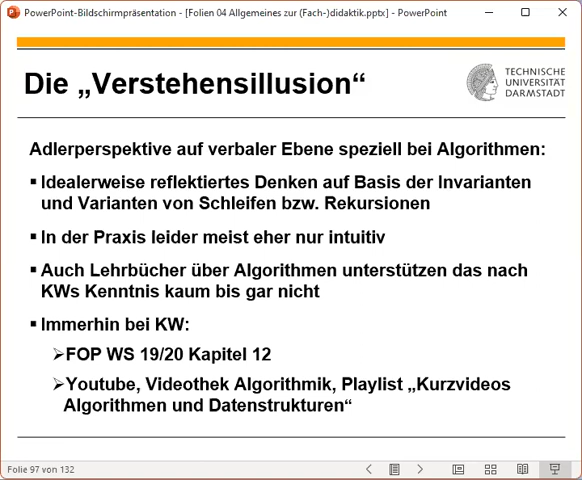 PowerPoint-Bildschirmpräsentation - [Folien 04 Allgemeines zur (Fach-)didaktik.pptx] - PowerPoint
Die „Verstehensillusion“
TECHNISCHE
UNIVERSITÄT
DARMSTADT
Adlerperspektive auf verbaler Ebene speziell bei Algorithmen:
▪ Idealerweise reflektiertes Denken auf Basis der Invarianten
und Varianten von Schleifen bzw. Rekursionen
▪ In der Praxis leider meist eher nur intuitiv
▪ Auch Lehrbücher über Algorithmen unterstützen das nach
KWs Kenntnis kaum bis gar nicht
▪ Immerhin bei KW:
➢FOP WS 19/20 Kapitel 12
➢Youtube, Videothek Algorithmik, Playlist „Kurzvideos
Algorithmen und Datenstrukturen“
Folie 97 von 132